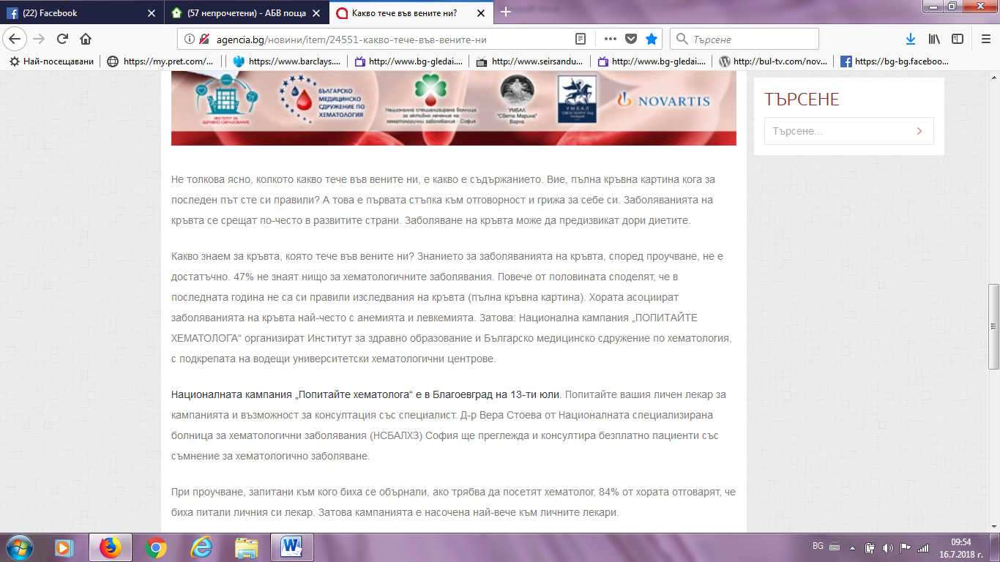 (22) Facebook
(57 непрочетени) - АБВ поща
Какво тече във вените ни?
agencia.bg/новини/item/24551-какво-тече-във-вените-ни
Търсене
Най-посещавани
https://my.pret.com/...
https://www.barclays....
http://www.bg-gledai....
http://www.seirsandu...
http://www.bg-gledai....
http://bul-tv.com/nov...
https://bg-bg.faceboo...
ИНСТИТУТ ЗА
ЗДРАВНО ОБРАЗОВАНИЕ
БЪЛГАРСКО
МЕДИЦИНСКО
СДРУЖЕНИЕ ПО
ХЕМАТОЛОГИЯ
Национална специализирана болница
за активно лечение на
хематологични заболявания - София
УМБАЛ
"Света Марина"
Варна
УМБАЛ
NOVARTIS
ТЪРСЕНЕ
Търсене...
Не толкова ясно, колкото какво тече във вените ни, е какво е съдържанието. Вие, пълна кръвна картина кога за
последен път сте си правили? А това е първата стъпка към отговорност и грижа за себе си. Заболяванията на
кръвта се срещат по-често в развитите страни. Заболяване на кръвта може да предизвикат дори диетите.
Какво знаем за кръвта, която тече във вените ни? Знанието за заболяванията на кръвта, според проучване, не е
достатъчно. 47% не знаят нищо за хематологичните заболявания. Повече от половината споделят, че в
последната година не са си правили изследвания на кръвта (пълна кръвна картина). Хората асоциират
заболяванията на кръвта най-често с анемията и левкемията. Затова: Национална кампания „ПОПИТАЙТЕ
ХЕМАТОЛОГА“ организират Институт за здравно образование и Българско медицинско сдружение по хематология,
с подкрепата на водещи университетски хематологични центрове.
Националната кампания „Попитайте хематолога“ е в Благоевград на 13-ти юли. Попитайте вашия личен лекар за
кампанията и възможност за консултация със специалист. Д-р Вера Стоева от Националната специализирана
болница за хематологични заболявания (НСБАЛХЗ) София ще преглежда и консултира безплатно пациенти със
съмнение за хематологично заболяване.
При проучване, запитани към кого биха се обърнали, ако трябва да посетят хематолог, 84% от хората отговарят, че
биха питали личния си лекар. Затова кампанията е насочена най-вече към личните лекари.
BG
09:54
16.7.2018 г.